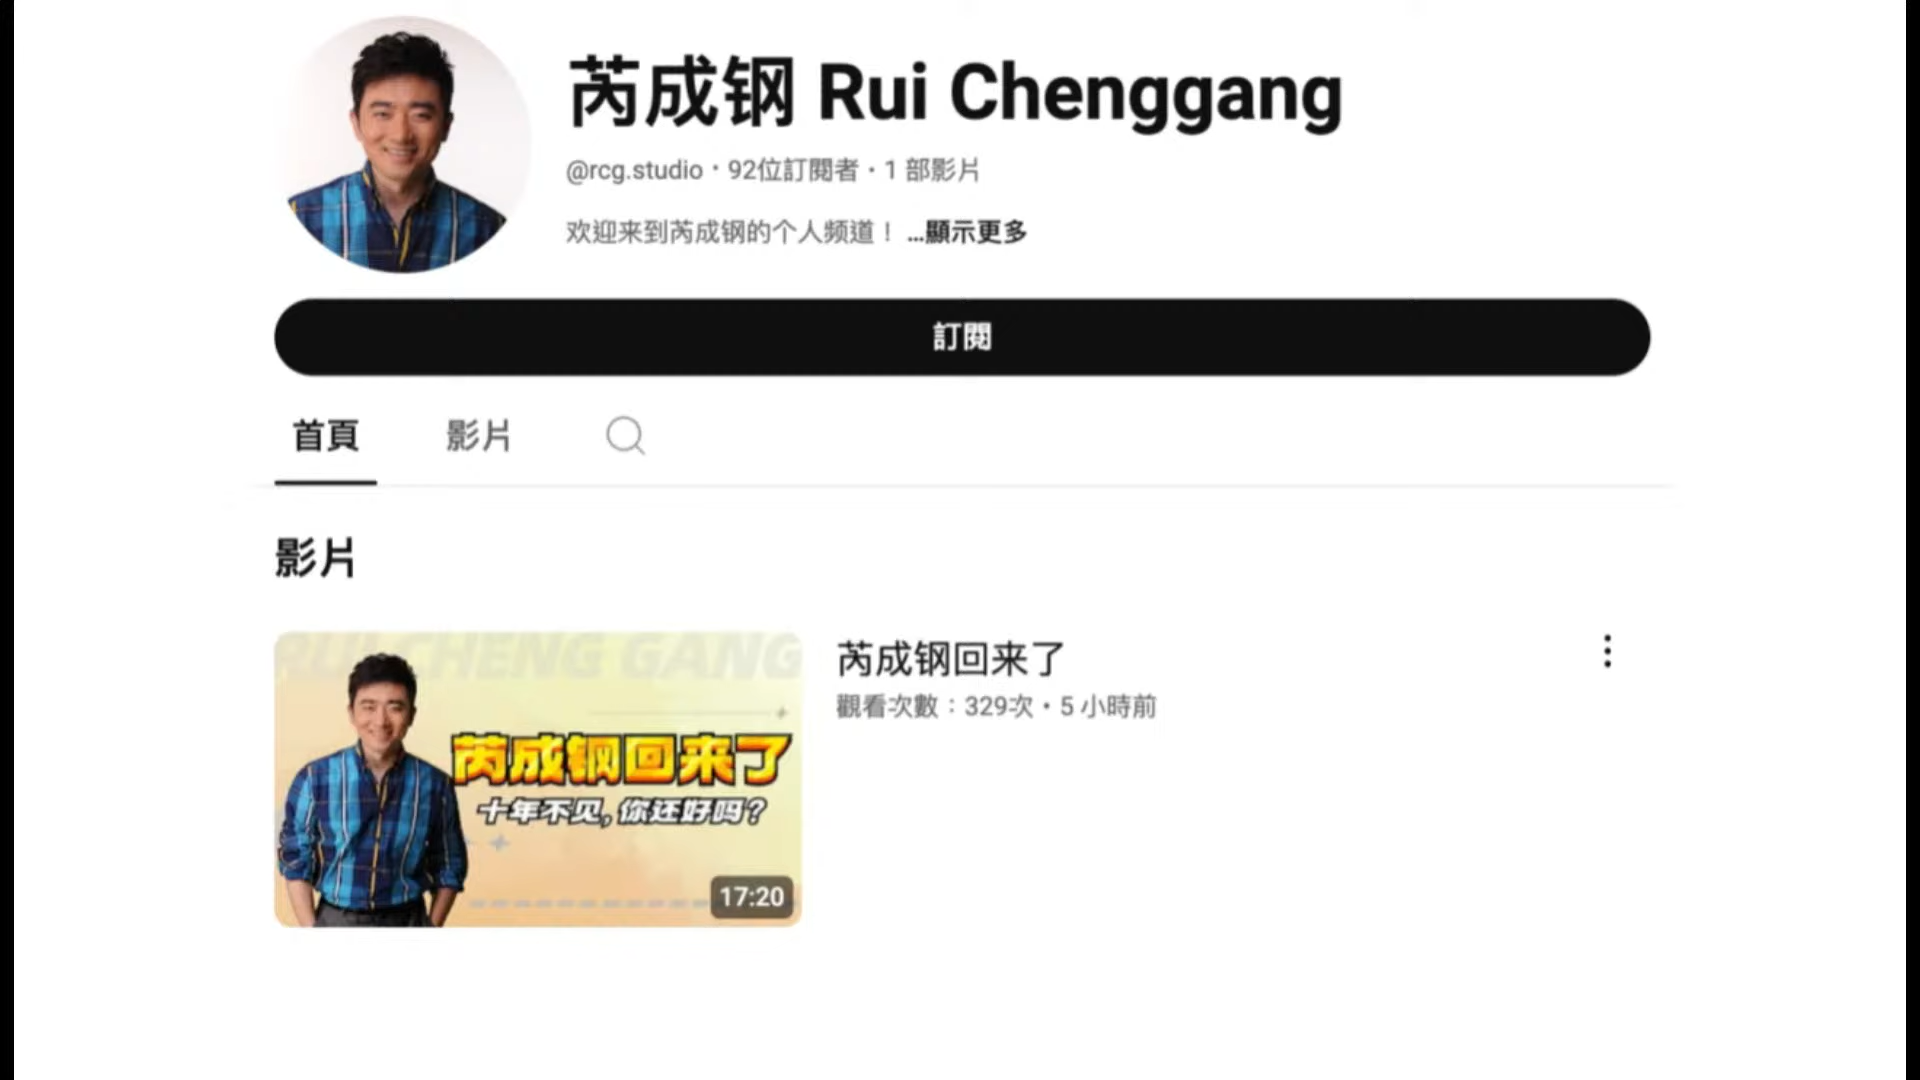 芮成钢 Rui Chenggang
@rcg.studio・92位訂閱者・1 部影片
欢迎来到芮成钢的个人频道！ ...顯示更多
訂閱
首頁 影片
影片
RUI CHENG GANG
芮成钢回来了
十年不见，你还好吗？
17:20
芮成钢回来了
觀看次數：329次・5 小時前